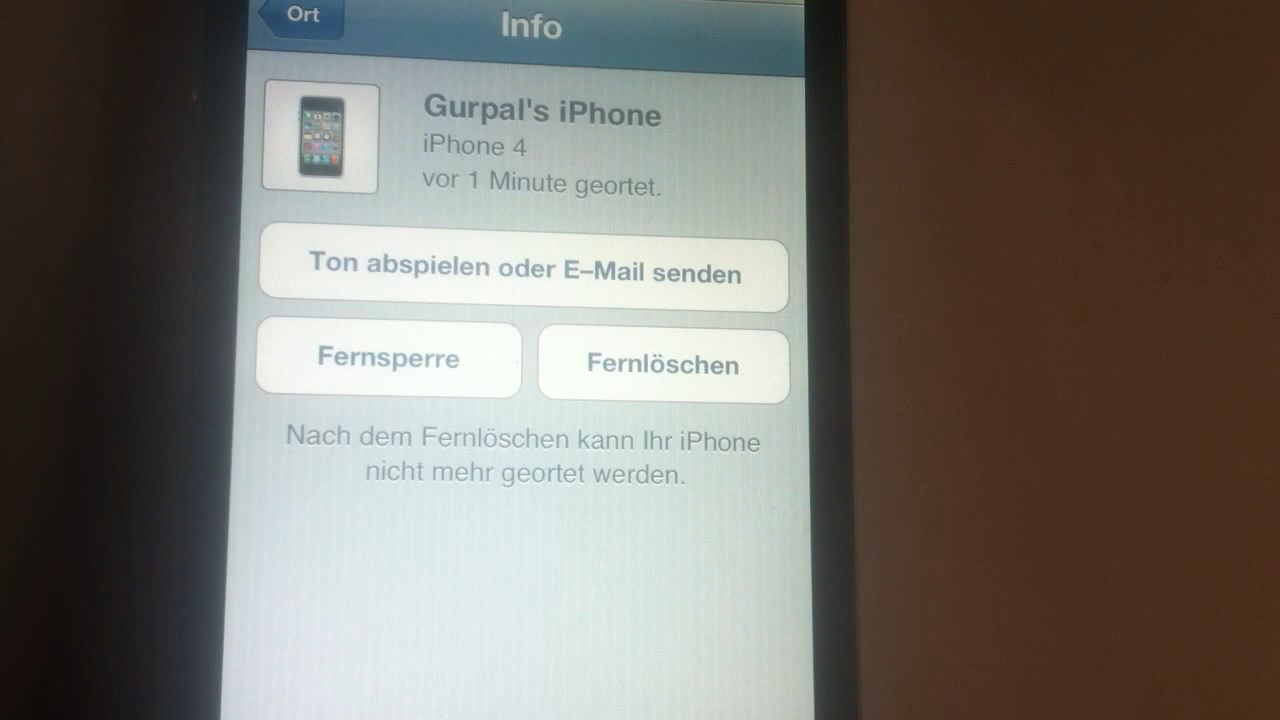 Ort
Info
Gurpal's iPhone
iPhone 4
vor 1 Minute geortet.
Ton abspielen oder E-Mail senden
Fernsperre
Fernlöschen
Nach dem Fernlöschen kann Ihr iPhone
nicht mehr geortet werden.